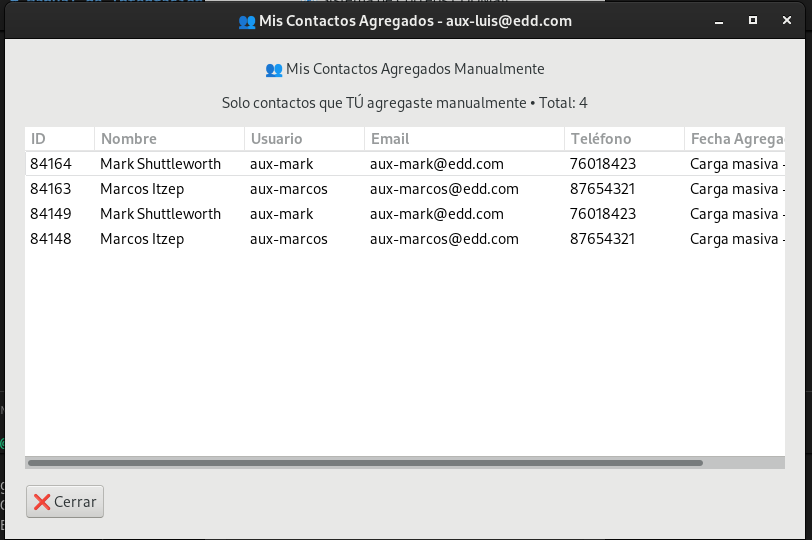 👥 Mis Contactos Agregados - aux-luis@edd.com
👥 Mis Contactos Agregados Manualmente
Solo contactos que TÚ agregaste manualmente • Total: 4
ID Nombre Usuario Email Teléfono Fecha Agrega
84164 Mark Shuttleworth aux-mark aux-mark@edd.com 76018423 Carga masiva -
84163 Marcos Itzep aux-marcos aux-marcos@edd.com 87654321 Carga masiva -
84149 Mark Shuttleworth aux-mark aux-mark@edd.com 76018423 Carga masiva -
84148 Marcos Itzep aux-marcos aux-marcos@edd.com 87654321 Carga masiva -
❌ Cerrar